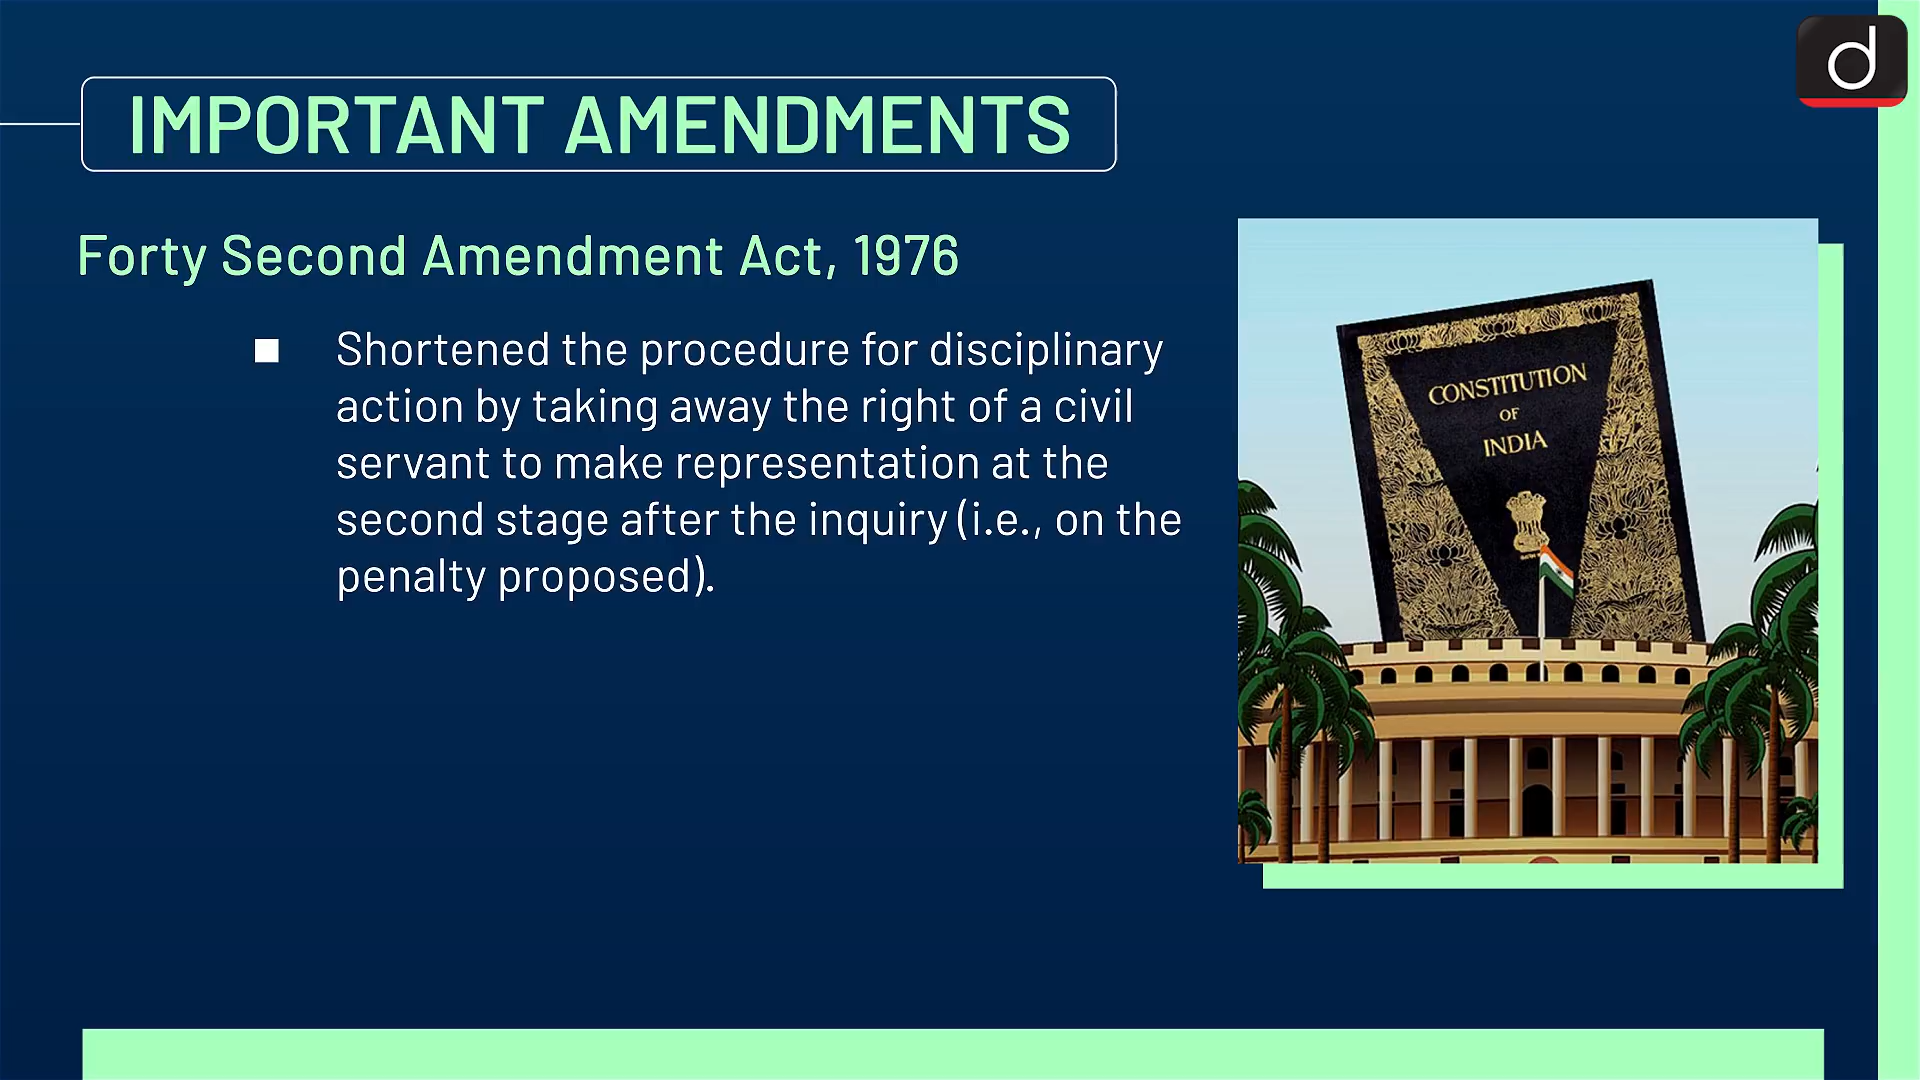 d
IMPORTANT AMENDMENTS
Forty Second Amendment Act, 1976
■ Shortened the procedure for disciplinary
action by taking away the right of a civil
servant to make representation at the
second stage after the inquiry (i.e., on the
penalty proposed).
CONSTITUTION
OF
INDIA